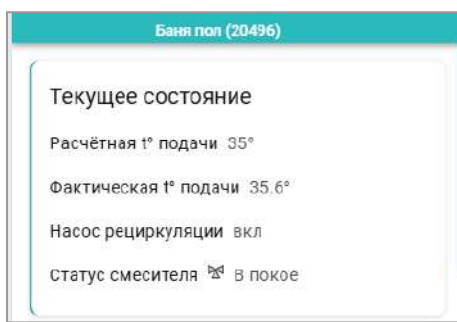 Баня пол (20496)
Текущее состояние
Расчётная t° подачи 35°
Фактическая t° подачи 35.6°
Насос рециркуляции вкл
Статус смесителя В покое